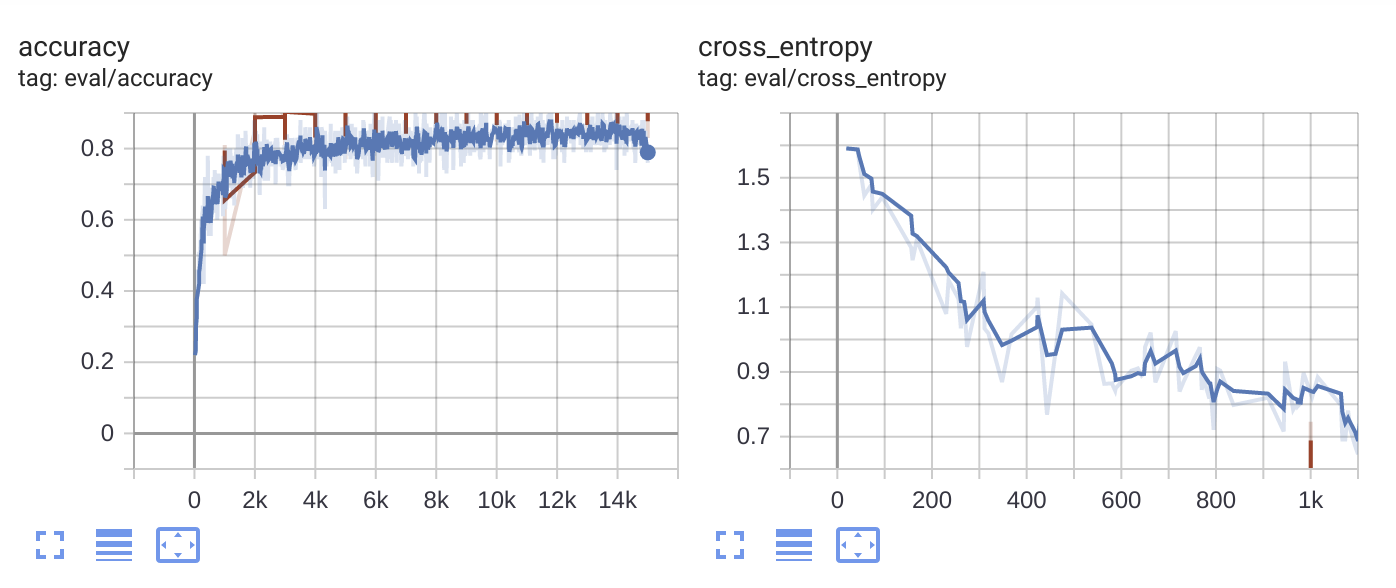 accuracy
tag: eval/accuracy
0.8
0.6
0.4
0.2
0
0 2k 4k 6k 8k 10k 12k 14k
cross_entropy
tag: eval/cross_entropy
1.5
1.3
1.1
0.9
0.7
0 200 400 600 800 1k